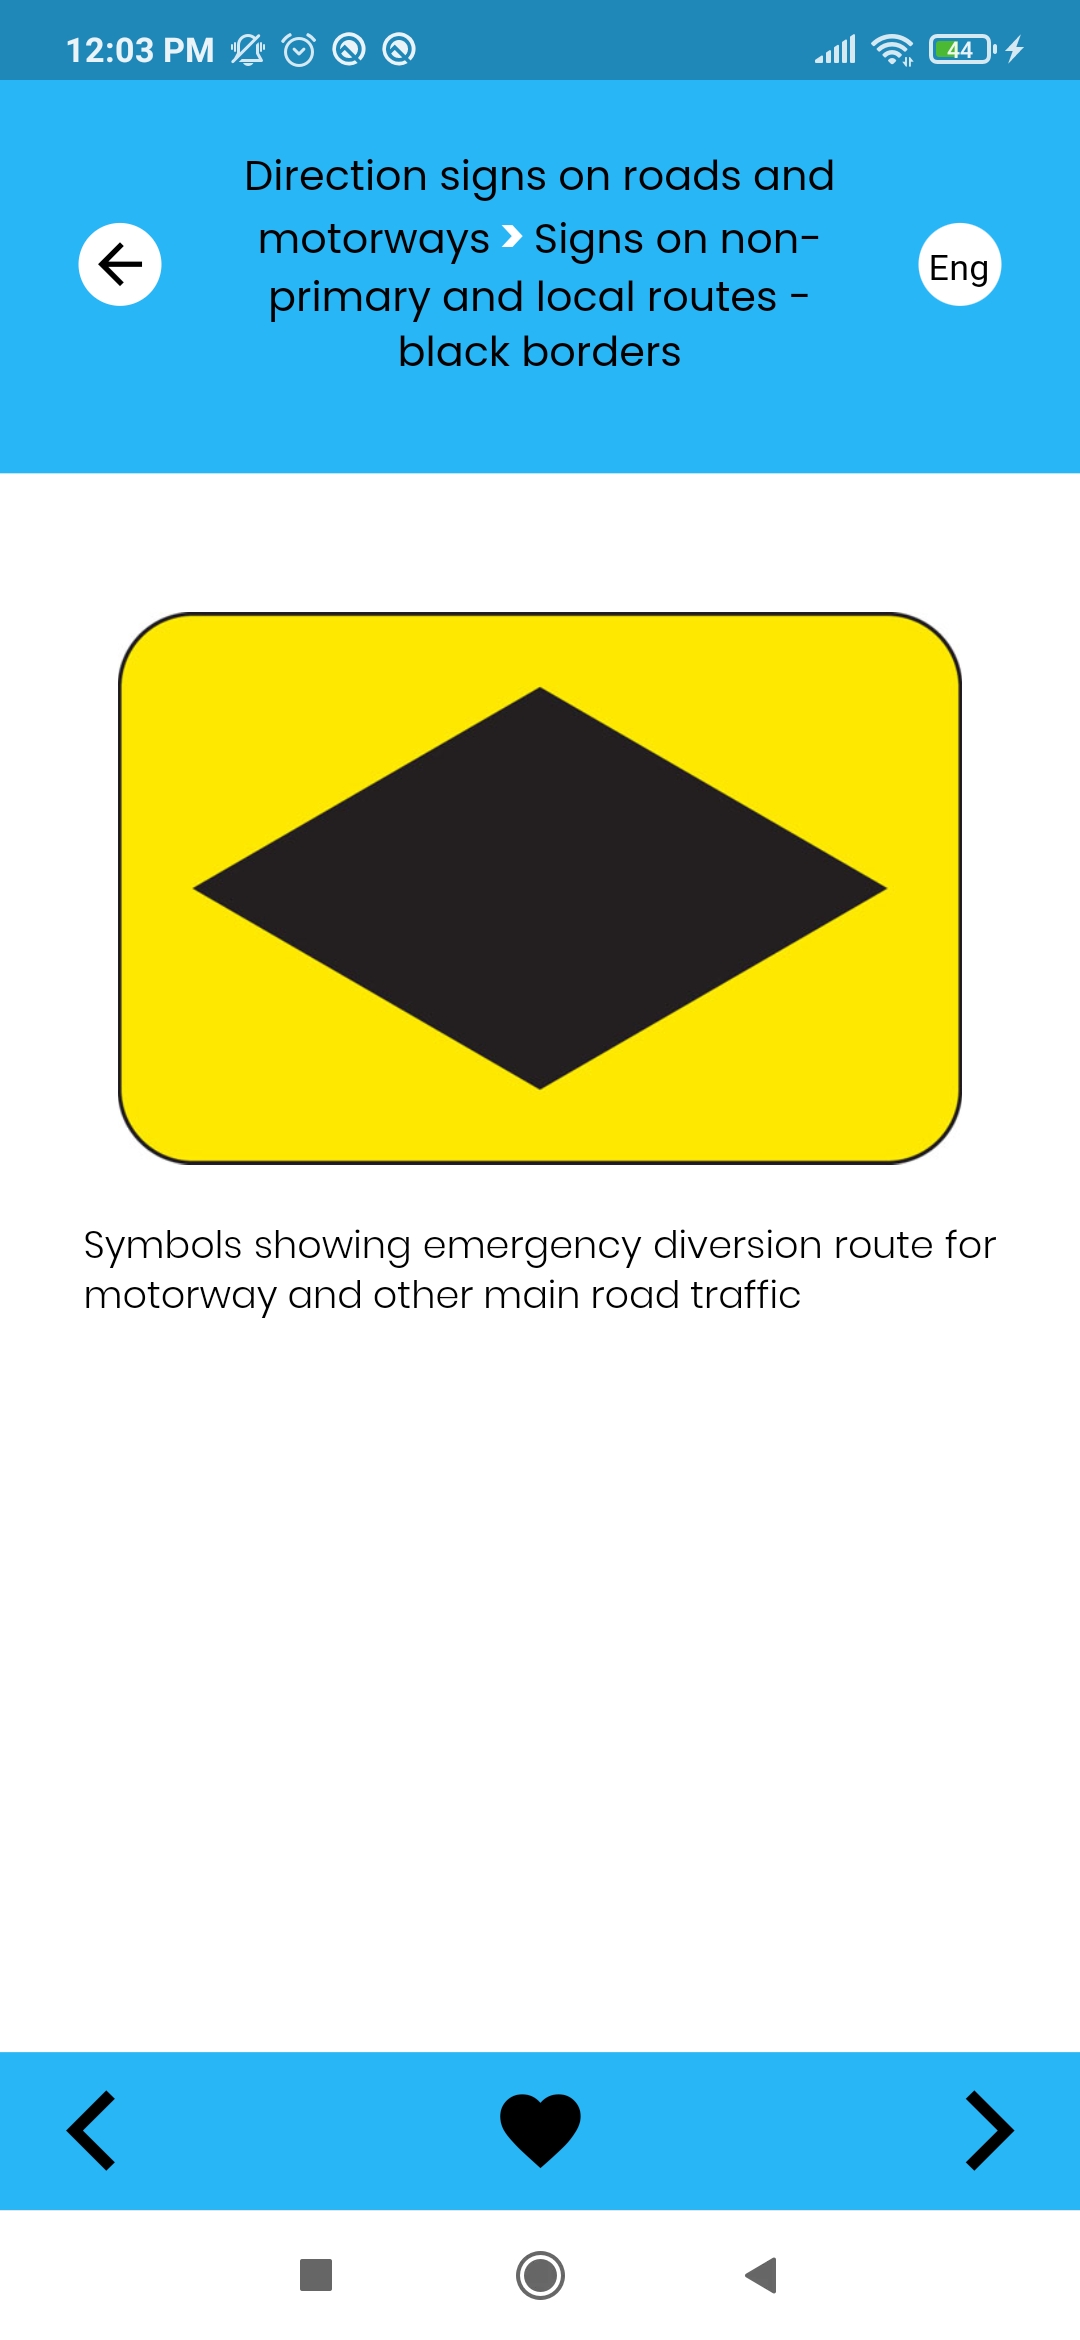 12:03 PM
44
Direction signs on roads and
motorways > Signs on non-
primary and local routes -
black borders
Eng
Symbols showing emergency diversion route for
motorway and other main road traffic